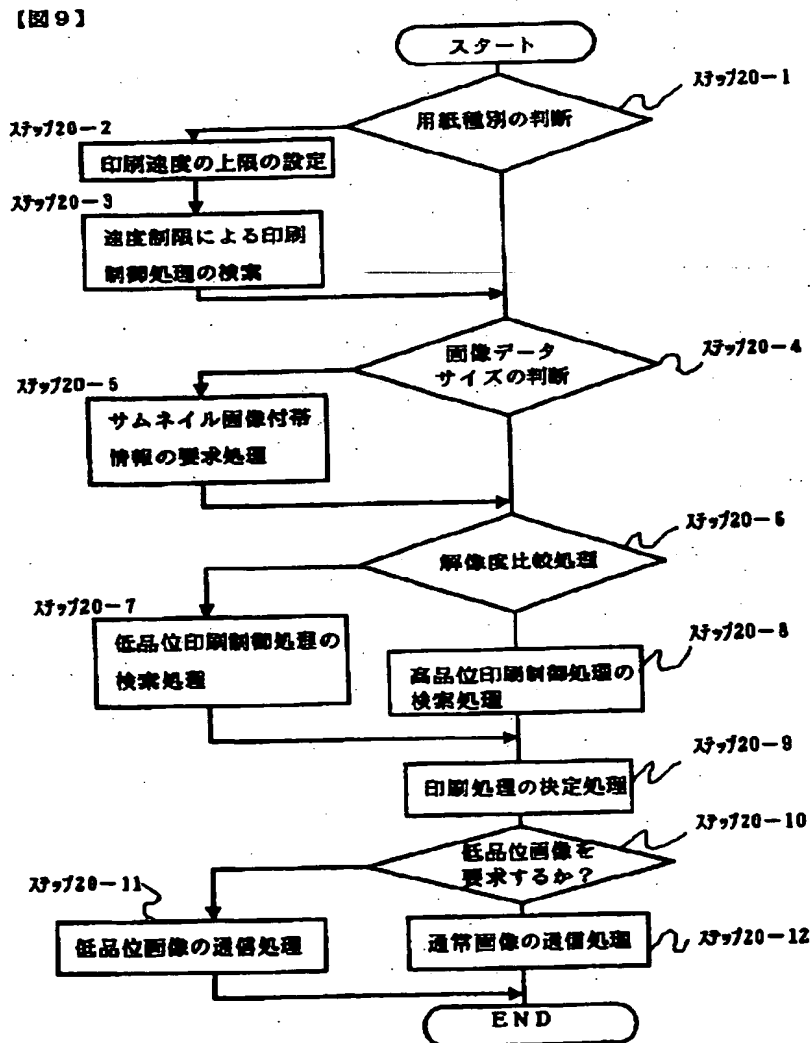 【図9】
スタート
ステップ20-1
用紙種別の判断
ステップ20-2
印刷速度の上限の設定
ステップ20-3
速度制限による印刷
制御処理の検索
画像データ
サイズの判断
ステップ20-4
ステップ20-5
サムネイル画像付帯
情報の要求処理
ステップ20-6
解像度比較処理
ステップ20-7
低品位印刷制御処理の
検索処理
ステップ20-8
高品位印刷制御処理の
検索処理
ステップ20-9
印刷処理の決定処理
ステップ20-10
低品位画像を
要求するか?
ステップ20-11
低品位画像の通信処理
通常画像の通信処理
ステップ20-12
END